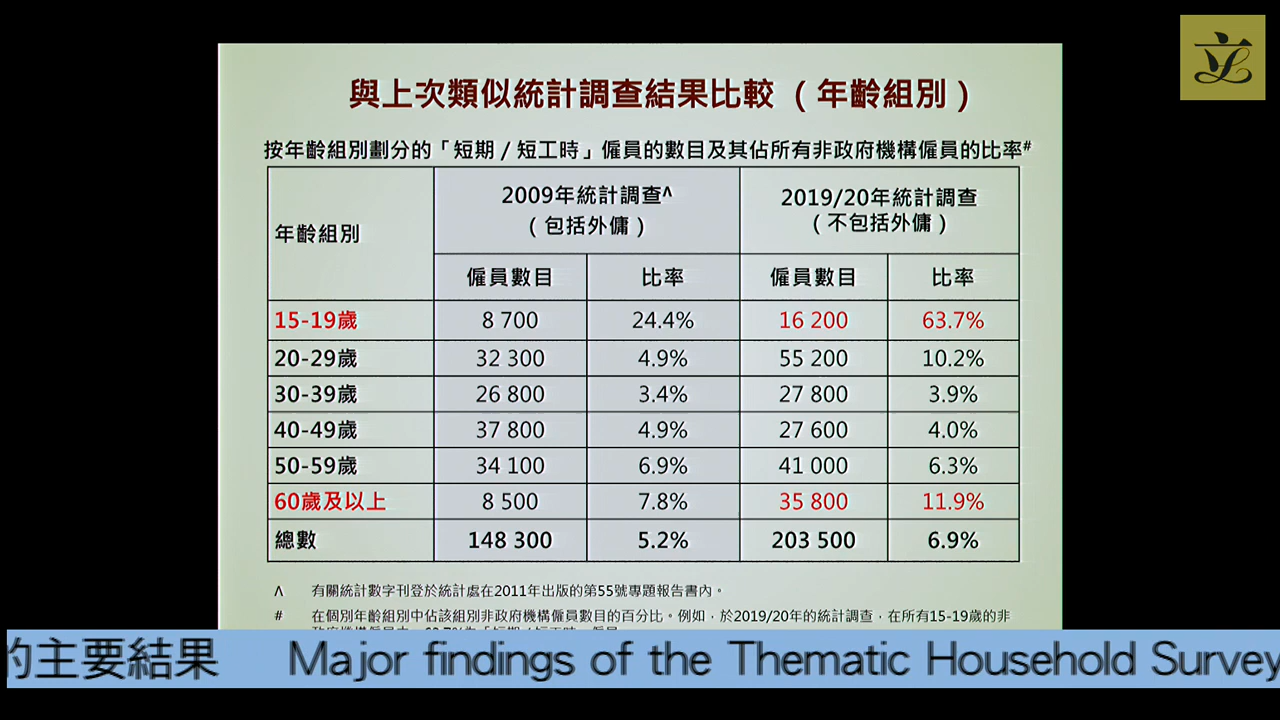 與上次類似統計調查結果比較 (年齡組別)
按年齡組別劃分的「短期/短工時」僱員的數目及其佔所有非政府機構僱員的比率#
年齡組別 2009年統計調查^ (包括外傭) 2019/20年統計調查 (不包括外傭)
僱員數目 比率 僱員數目 比率
15-19歲 8 700 24.4% 16 200 63.7%
20-29歲 32 300 4.9% 55 200 10.2%
30-39歲 26 800 3.4% 27 800 3.9%
40-49歲 37 800 4.9% 27 600 4.0%
50-59歲 34 100 6.9% 41 000 6.3%
60歲及以上 8 500 7.8% 35 800 11.9%
總數 148 300 5.2% 203 500 6.9%
^ 有關統計數字刊登於統計處在2011年出版的第55號專題報告書內。
# 在個別年齡組別中佔該組別非政府機構僱員數目的百分比。例如,於2019/20年的統計調查,在所有15-19歲的非
的主要結果 Major findings of the Thematic Household Survey